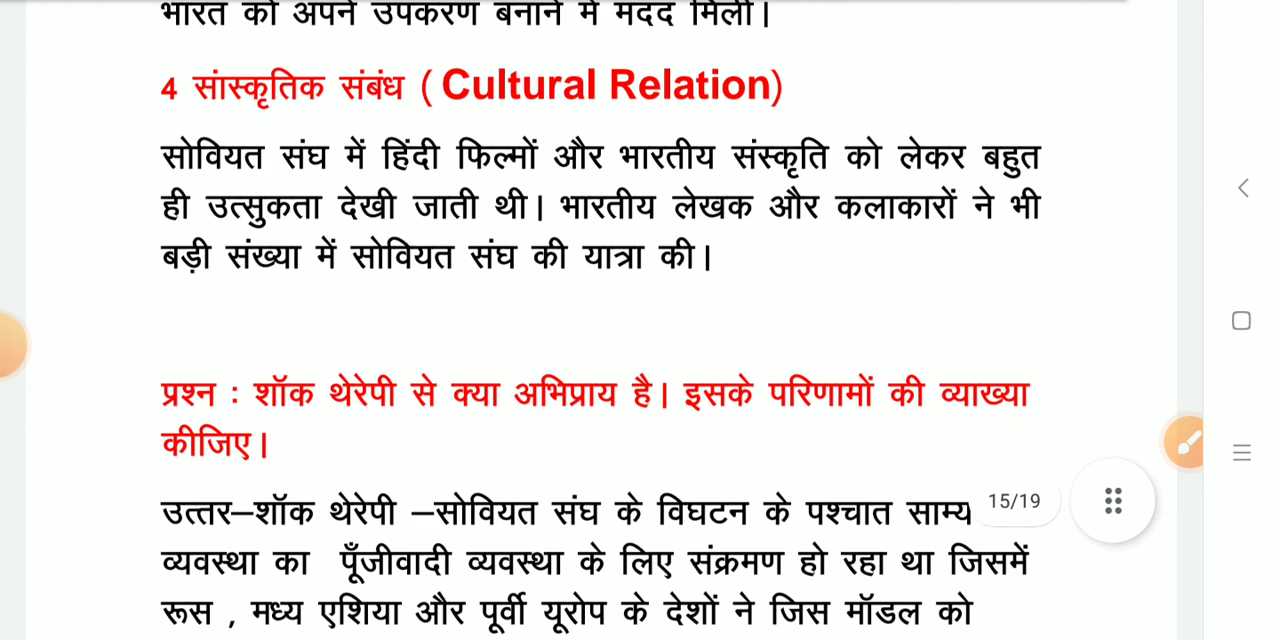 भारत को अपने उपकरण बनाने में मदद मिली।
4 सांस्कृतिक संबंध ( Cultural Relation)
सोवियत संघ में हिंदी फिल्मों और भारतीय संस्कृति को लेकर बहुत
ही उत्सुकता देखी जाती थी। भारतीय लेखक और कलाकारों ने भी
बड़ी संख्या में सोवियत संघ की यात्रा की।
प्रश्न : शॉक थेरेपी से क्या अभिप्राय है। इसके परिणामों की व्याख्या
कीजिए।
उत्तर–शॉक थेरेपी –सोवियत संघ के विघटन के पश्चात साम्य
15/19
व्यवस्था का पूँजीवादी व्यवस्था के लिए संक्रमण हो रहा था जिसमें
रूस , मध्य एशिया और पूर्वी यूरोप के देशों ने जिस मॉडल को